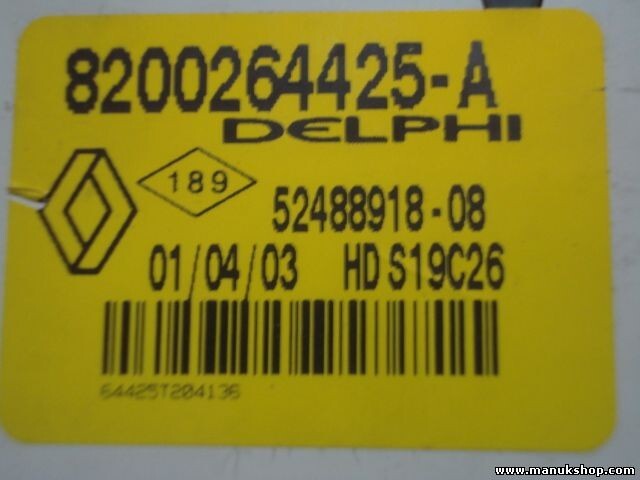 8200264425-A
DELPHI
189
52488918-08
01/04/03 HD S19C26
64425T204136
www.manukshop.com